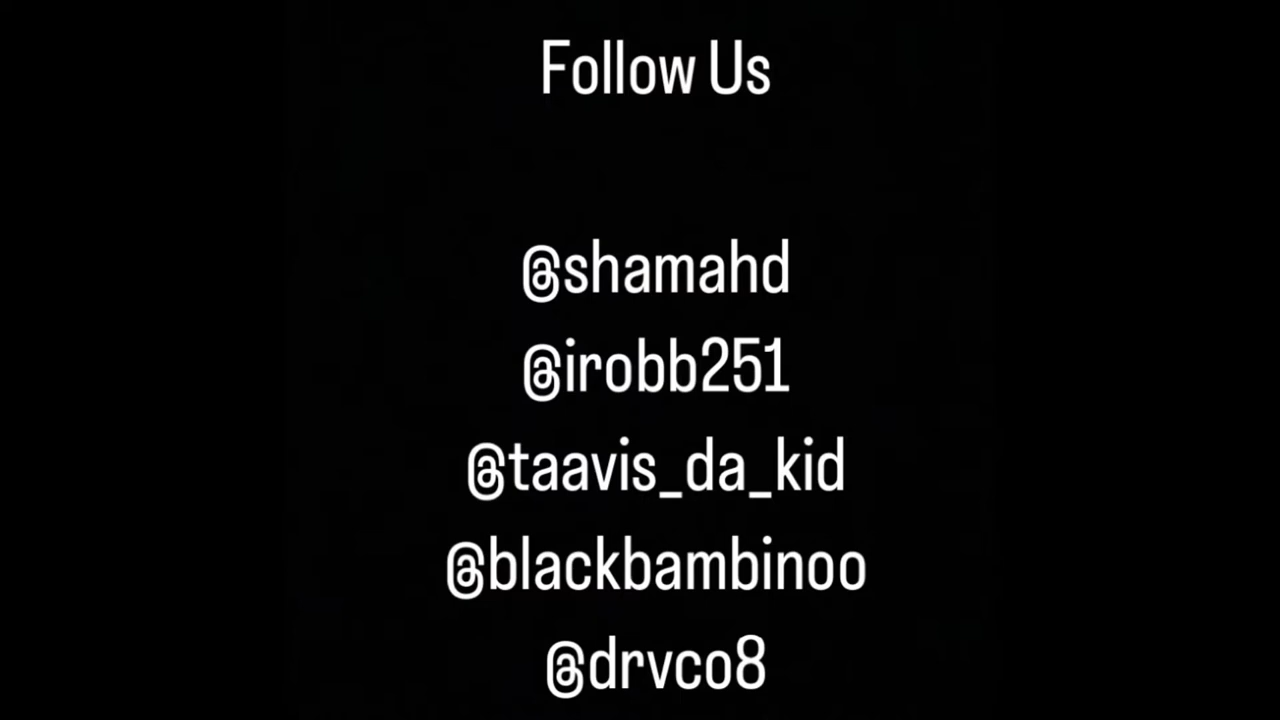 Follow Us
@shamahd
@irobb251
@taavis_da_kid
@blackbambinoo
@drvco8